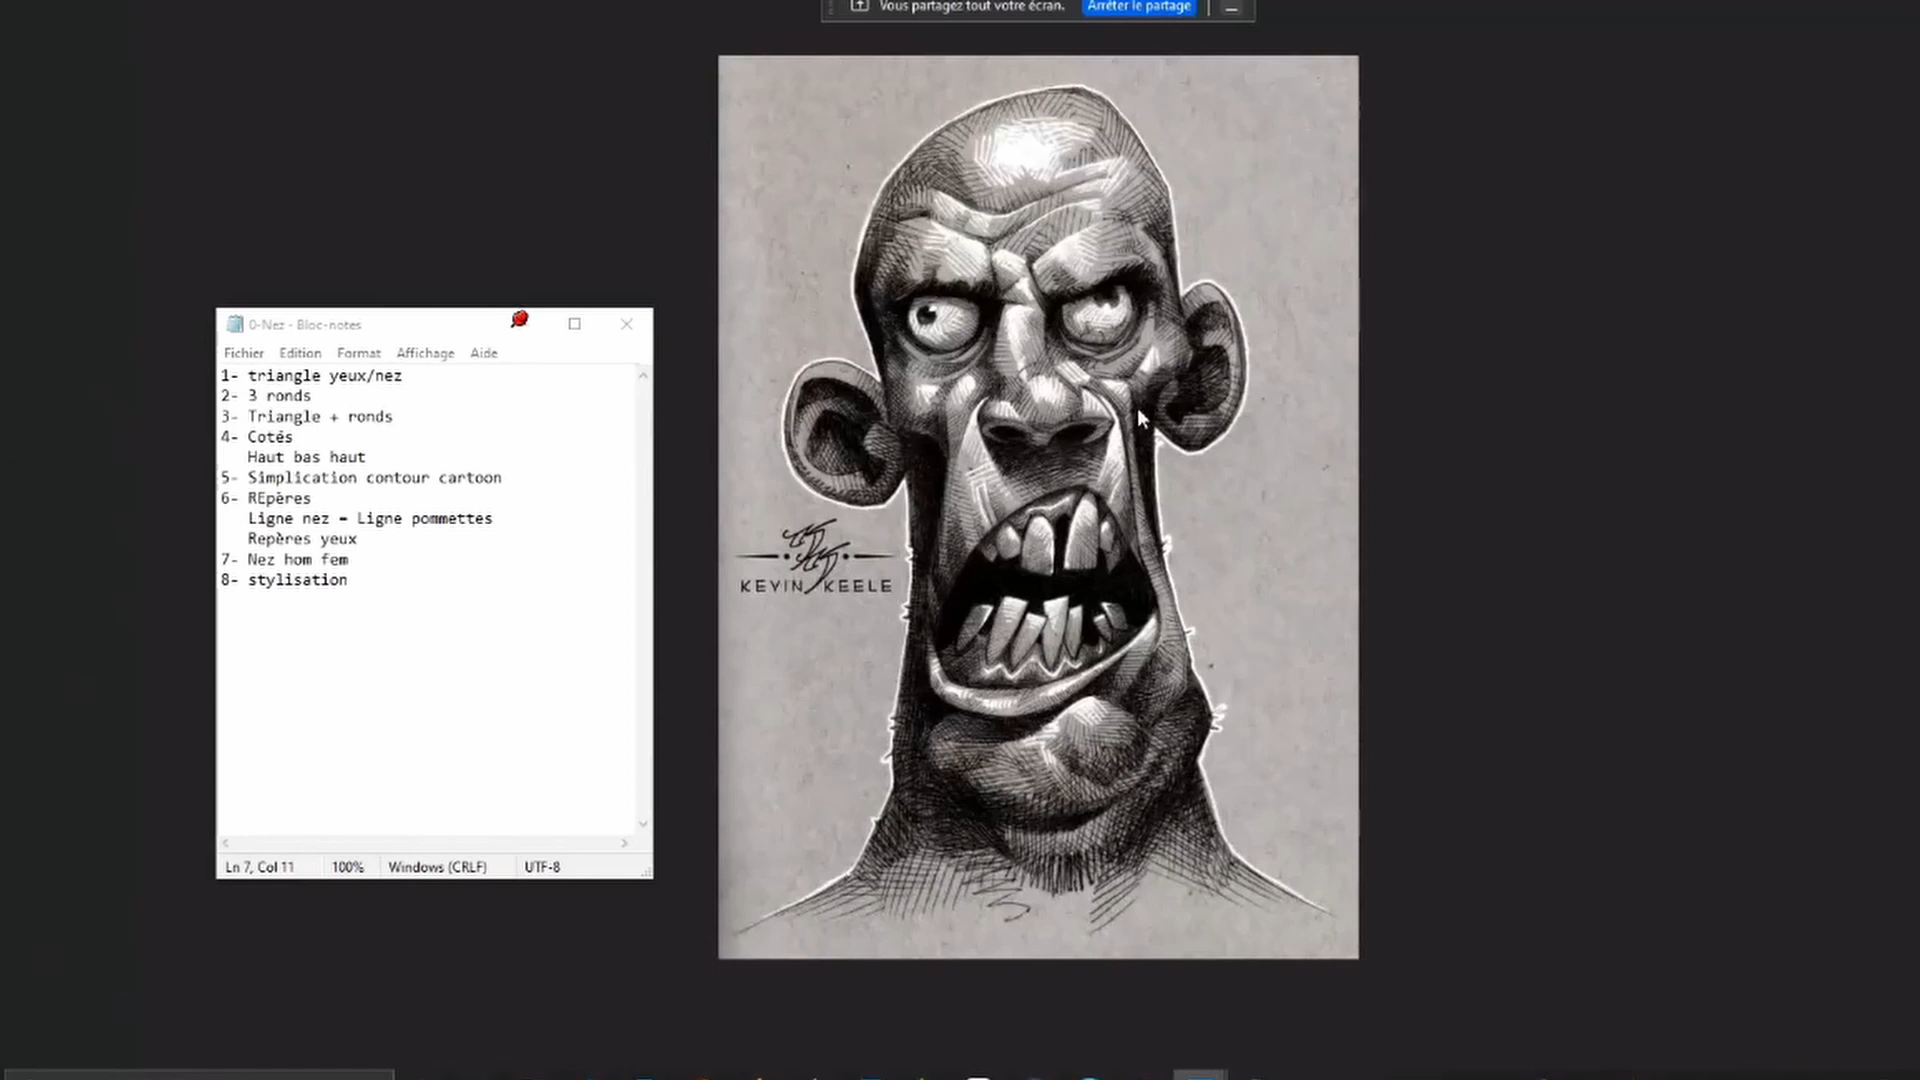 Vous partagez tout votre écran. Arrêter le partage
0-Nez - Bloc-notes
Fichier Edition Format Affichage Aide
1- triangle yeux/nez
2- 3 ronds
3- Triangle + ronds
4- Cotés
Haut bas haut
5- Simplication contour cartoon
6- REpères
Ligne nez = Ligne pommettes
Repères yeux
7- Nez hom fem
8- stylisation
Ln 7, Col 11 100% Windows (CRLF) UTF-8
KEVIN KEELE